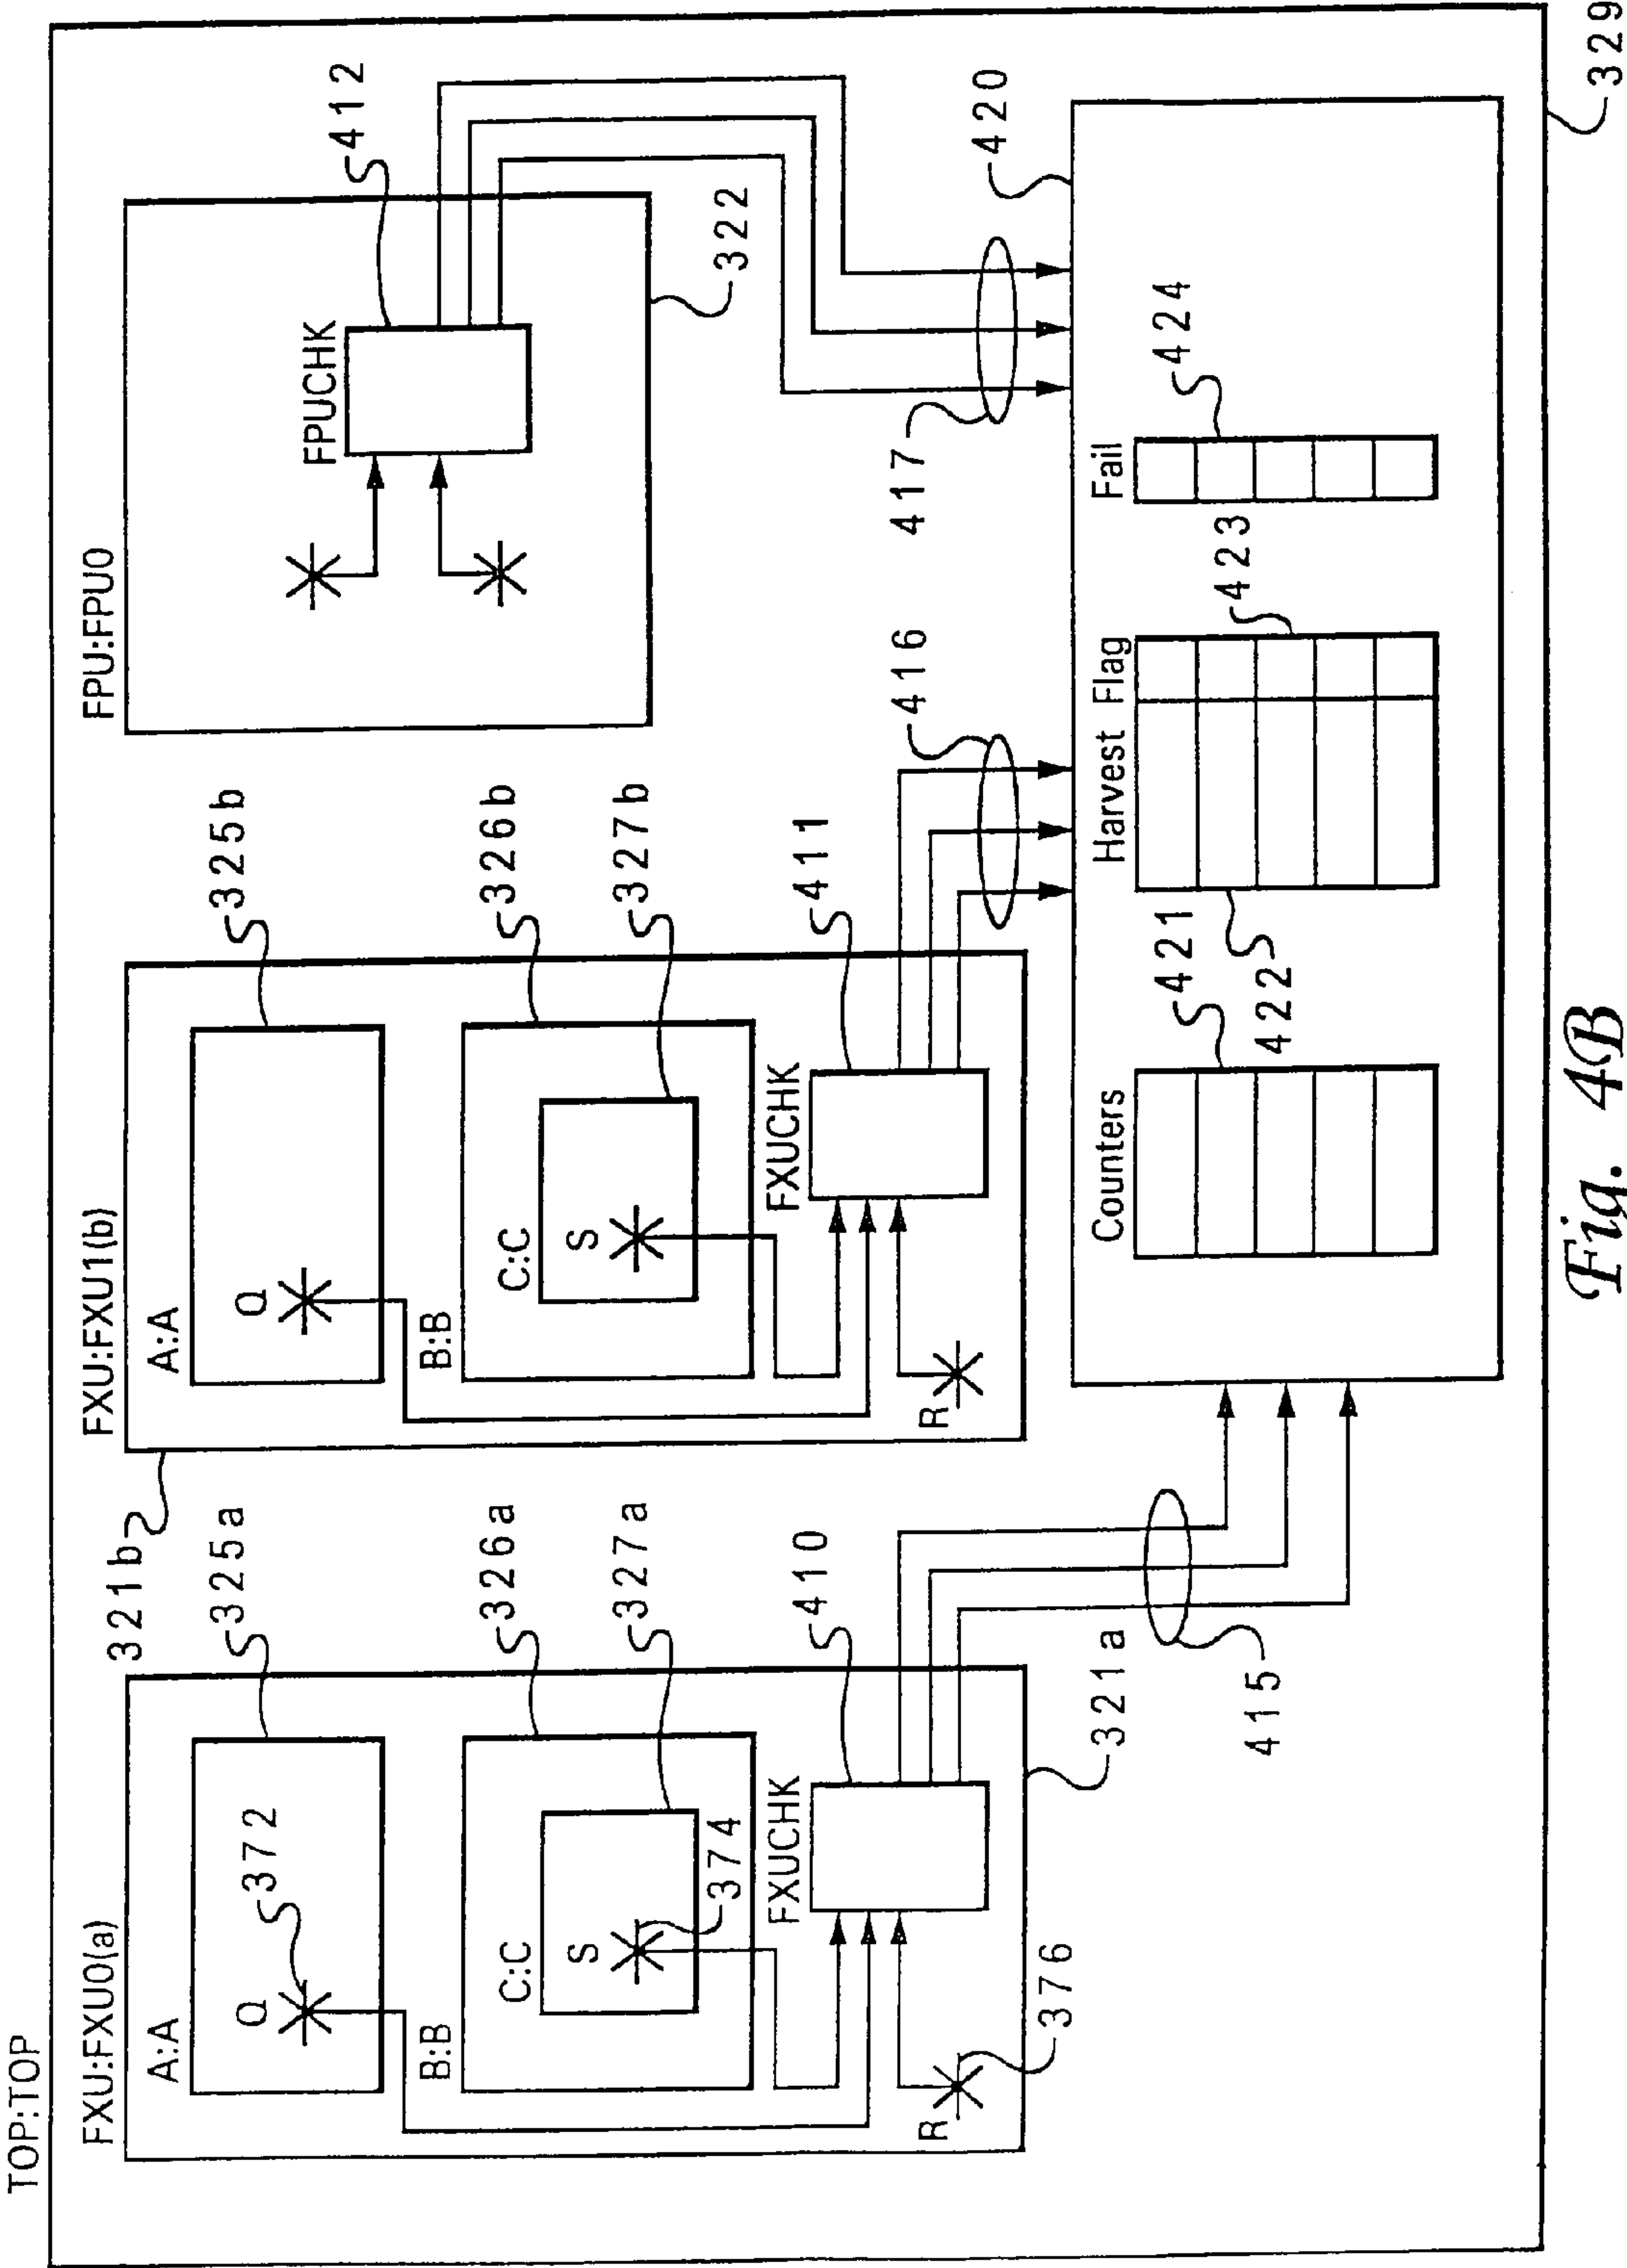 TOP:TOP
FXU:FXU0(a)
A:A
Q
372
325a
B:B
C:C
S
374
326a
327a
FXUCHK
410
R
376
321a
415
321b
FXU:FXU1(b)
A:A
Q
325b
B:B
C:C
S
326b
327b
FXUCHK
411
R
416
FPU:FPU0
FPUCHK
412
322
417
420
Counters
421
422
Harvest Flag
423
Fail
424
329
Fig. 4B